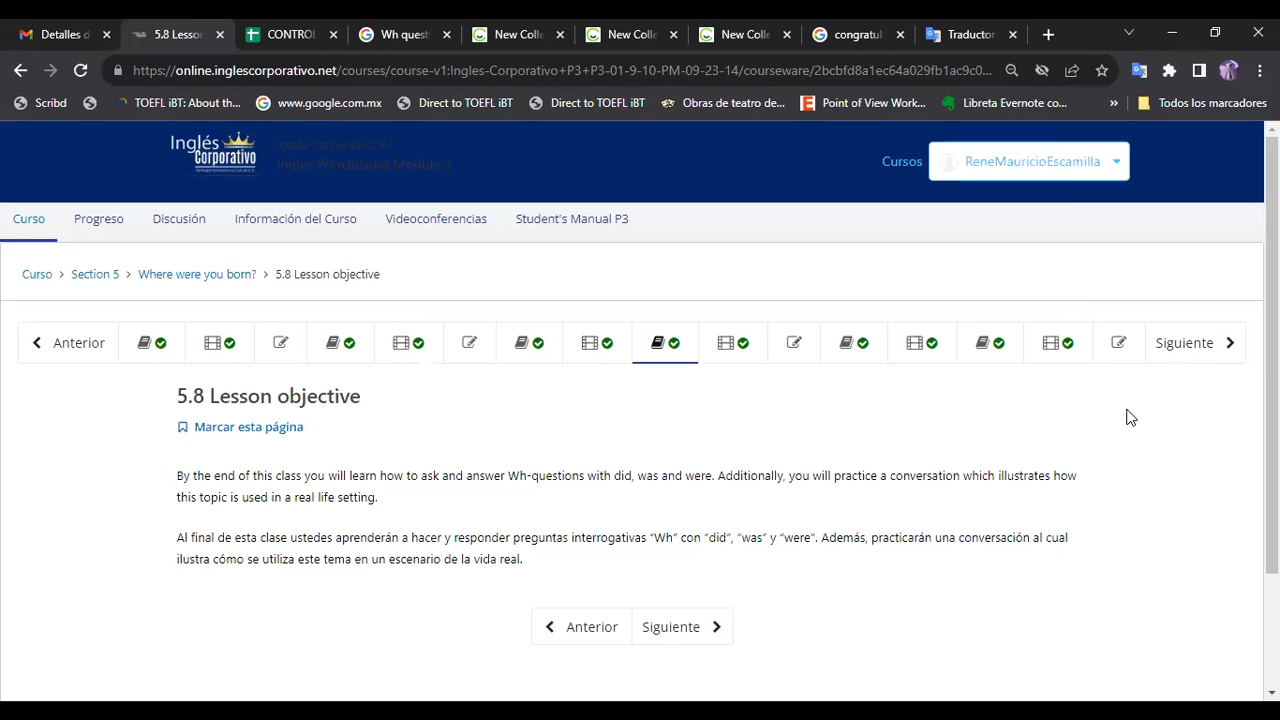 Detalles d
5.8 Lesso
CONTROL
Wh quest
New Colle
New Colle
New Colle
congratul
Traductor
https://online.inglescorporativo.net/courses/course-v1:Ingles-Corporativo+P3+P3-01-9-10-PM-09-23-14/courseware/2bcbfd8a1ec64a029fb1ac9c0...
Scribd
TOEFL iBT: About th...
www.google.com.mx
Direct to TOEFL iBT
Direct to TOEFL iBT
Obras de teatro de...
Point of View Work...
Libreta Evernote co...
»
Todos los marcadores
Inglés
Corporativo
Inglés Corporativo: P3
Inglés Principiante Modulo 3
Cursos
ReneMauricioEscamilla
Curso
Progreso
Discusión
Información del Curso
Videoconferencias
Student's Manual P3
Curso > Section 5 > Where were you born? > 5.8 Lesson objective
Anterior
Siguiente
5.8 Lesson objective
Marcar esta página
By the end of this class you will learn how to ask and answer Wh-questions with did, was and were. Additionally, you will practice a conversation which illustrates how
this topic is used in a real life setting.
Al final de esta clase ustedes aprenderán a hacer y responder preguntas interrogativas “Wh” con “did”, “was” y “were”. Además, practicarán una conversación al cual
ilustra cómo se utiliza este tema en un escenario de la vida real.
Anterior
Siguiente